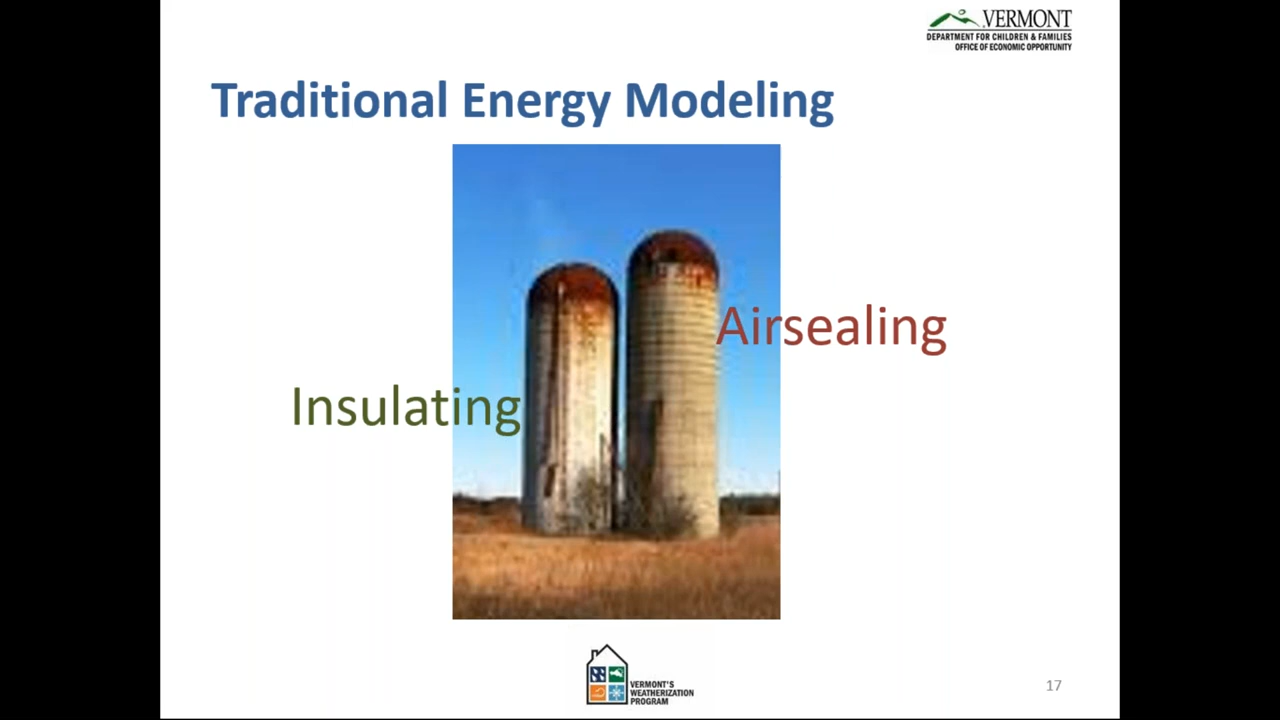 VERMONT
DEPARTMENT FOR CHILDREN & FAMILIES
OFFICE OF ECONOMIC OPPORTUNITY
Traditional Energy Modeling
Airsealing
Insulating
VERMONT'S
WEATHERIZATION
PROGRAM
17